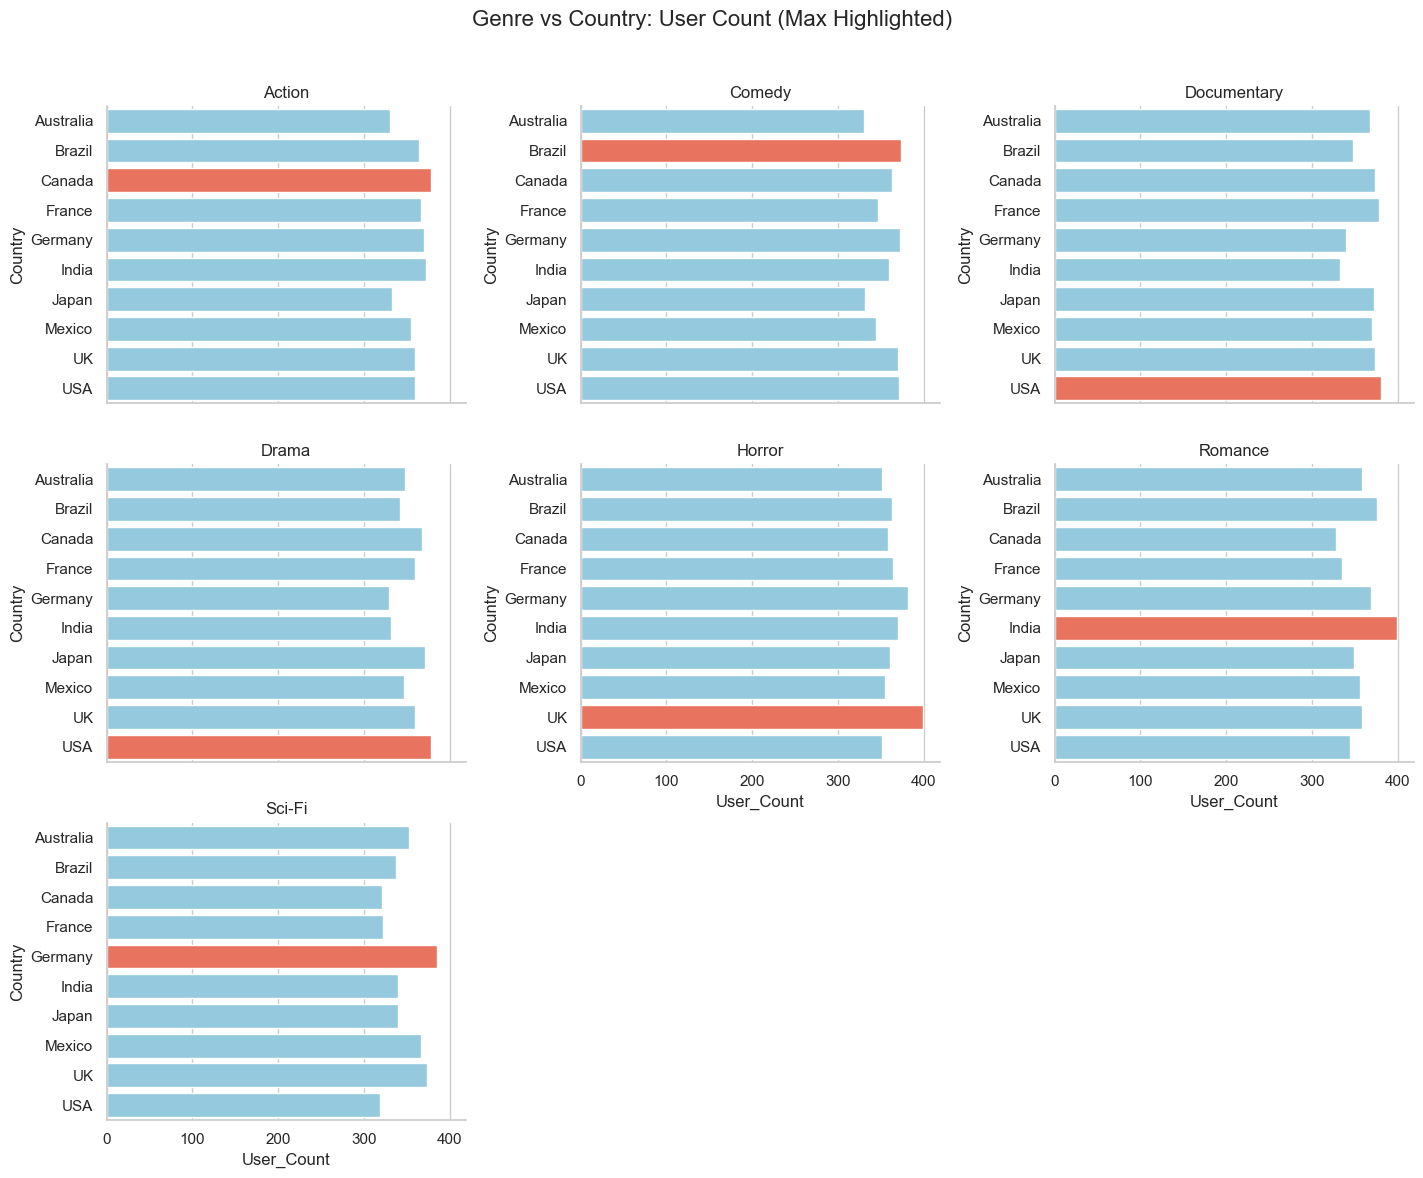 Genre vs Country: User Count (Max Highlighted)
Action
Country
Australia
Brazil
Canada
France
Germany
India
Japan
Mexico
UK
USA
Comedy
Country
Australia
Brazil
Canada
France
Germany
India
Japan
Mexico
UK
USA
Documentary
Country
Australia
Brazil
Canada
France
Germany
India
Japan
Mexico
UK
USA
Drama
Country
Australia
Brazil
Canada
France
Germany
India
Japan
Mexico
UK
USA
Horror
Country
Australia
Brazil
Canada
France
Germany
India
Japan
Mexico
UK
USA
0 100 200 300 400
User_Count
Romance
Country
Australia
Brazil
Canada
France
Germany
India
Japan
Mexico
UK
USA
0 100 200 300 400
User_Count
Sci-Fi
Country
Australia
Brazil
Canada
France
Germany
India
Japan
Mexico
UK
USA
0 100 200 300 400
User_Count